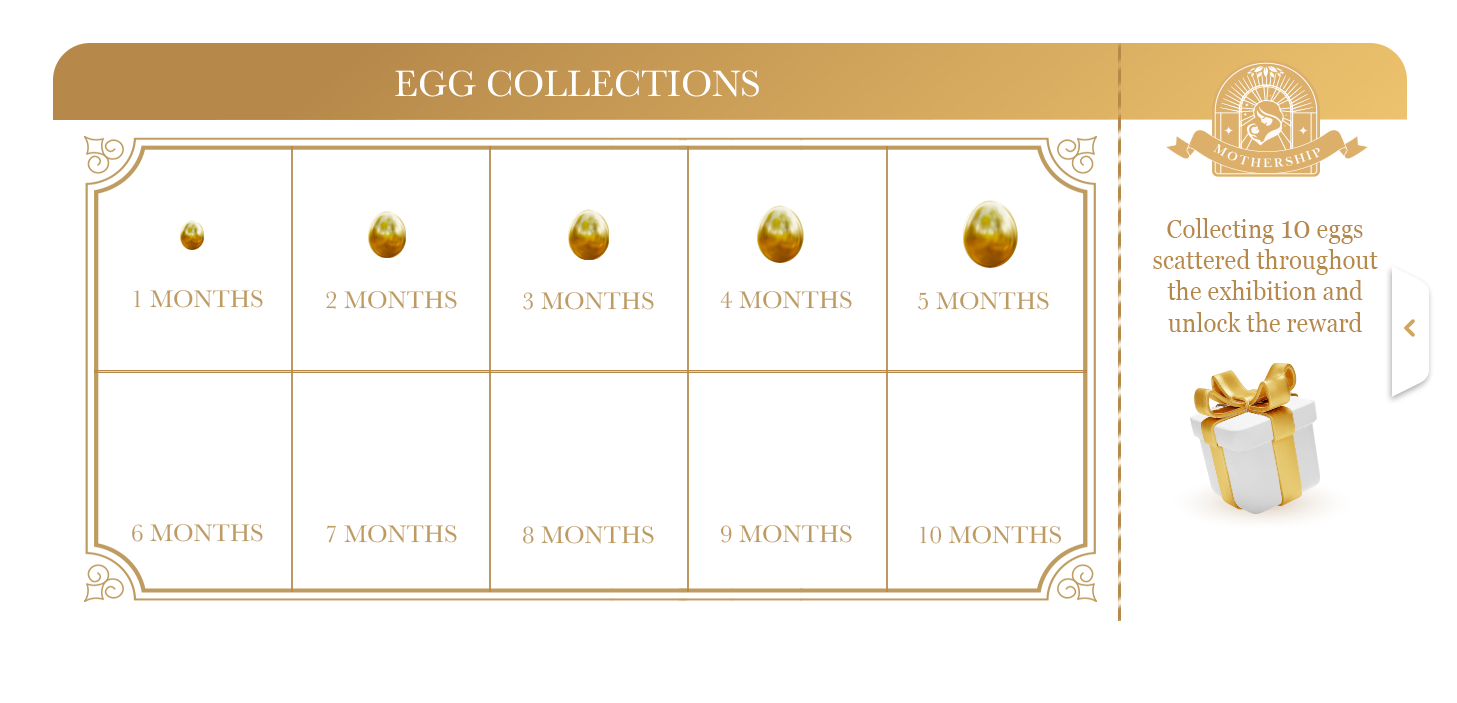 EGG COLLECTIONS
MOTHERSHIP
1 MONTHS
2 MONTHS
3 MONTHS
4 MONTHS
5 MONTHS
6 MONTHS
7 MONTHS
8 MONTHS
9 MONTHS
10 MONTHS
Collecting 10 eggs
scattered throughout
the exhibition and
unlock the reward